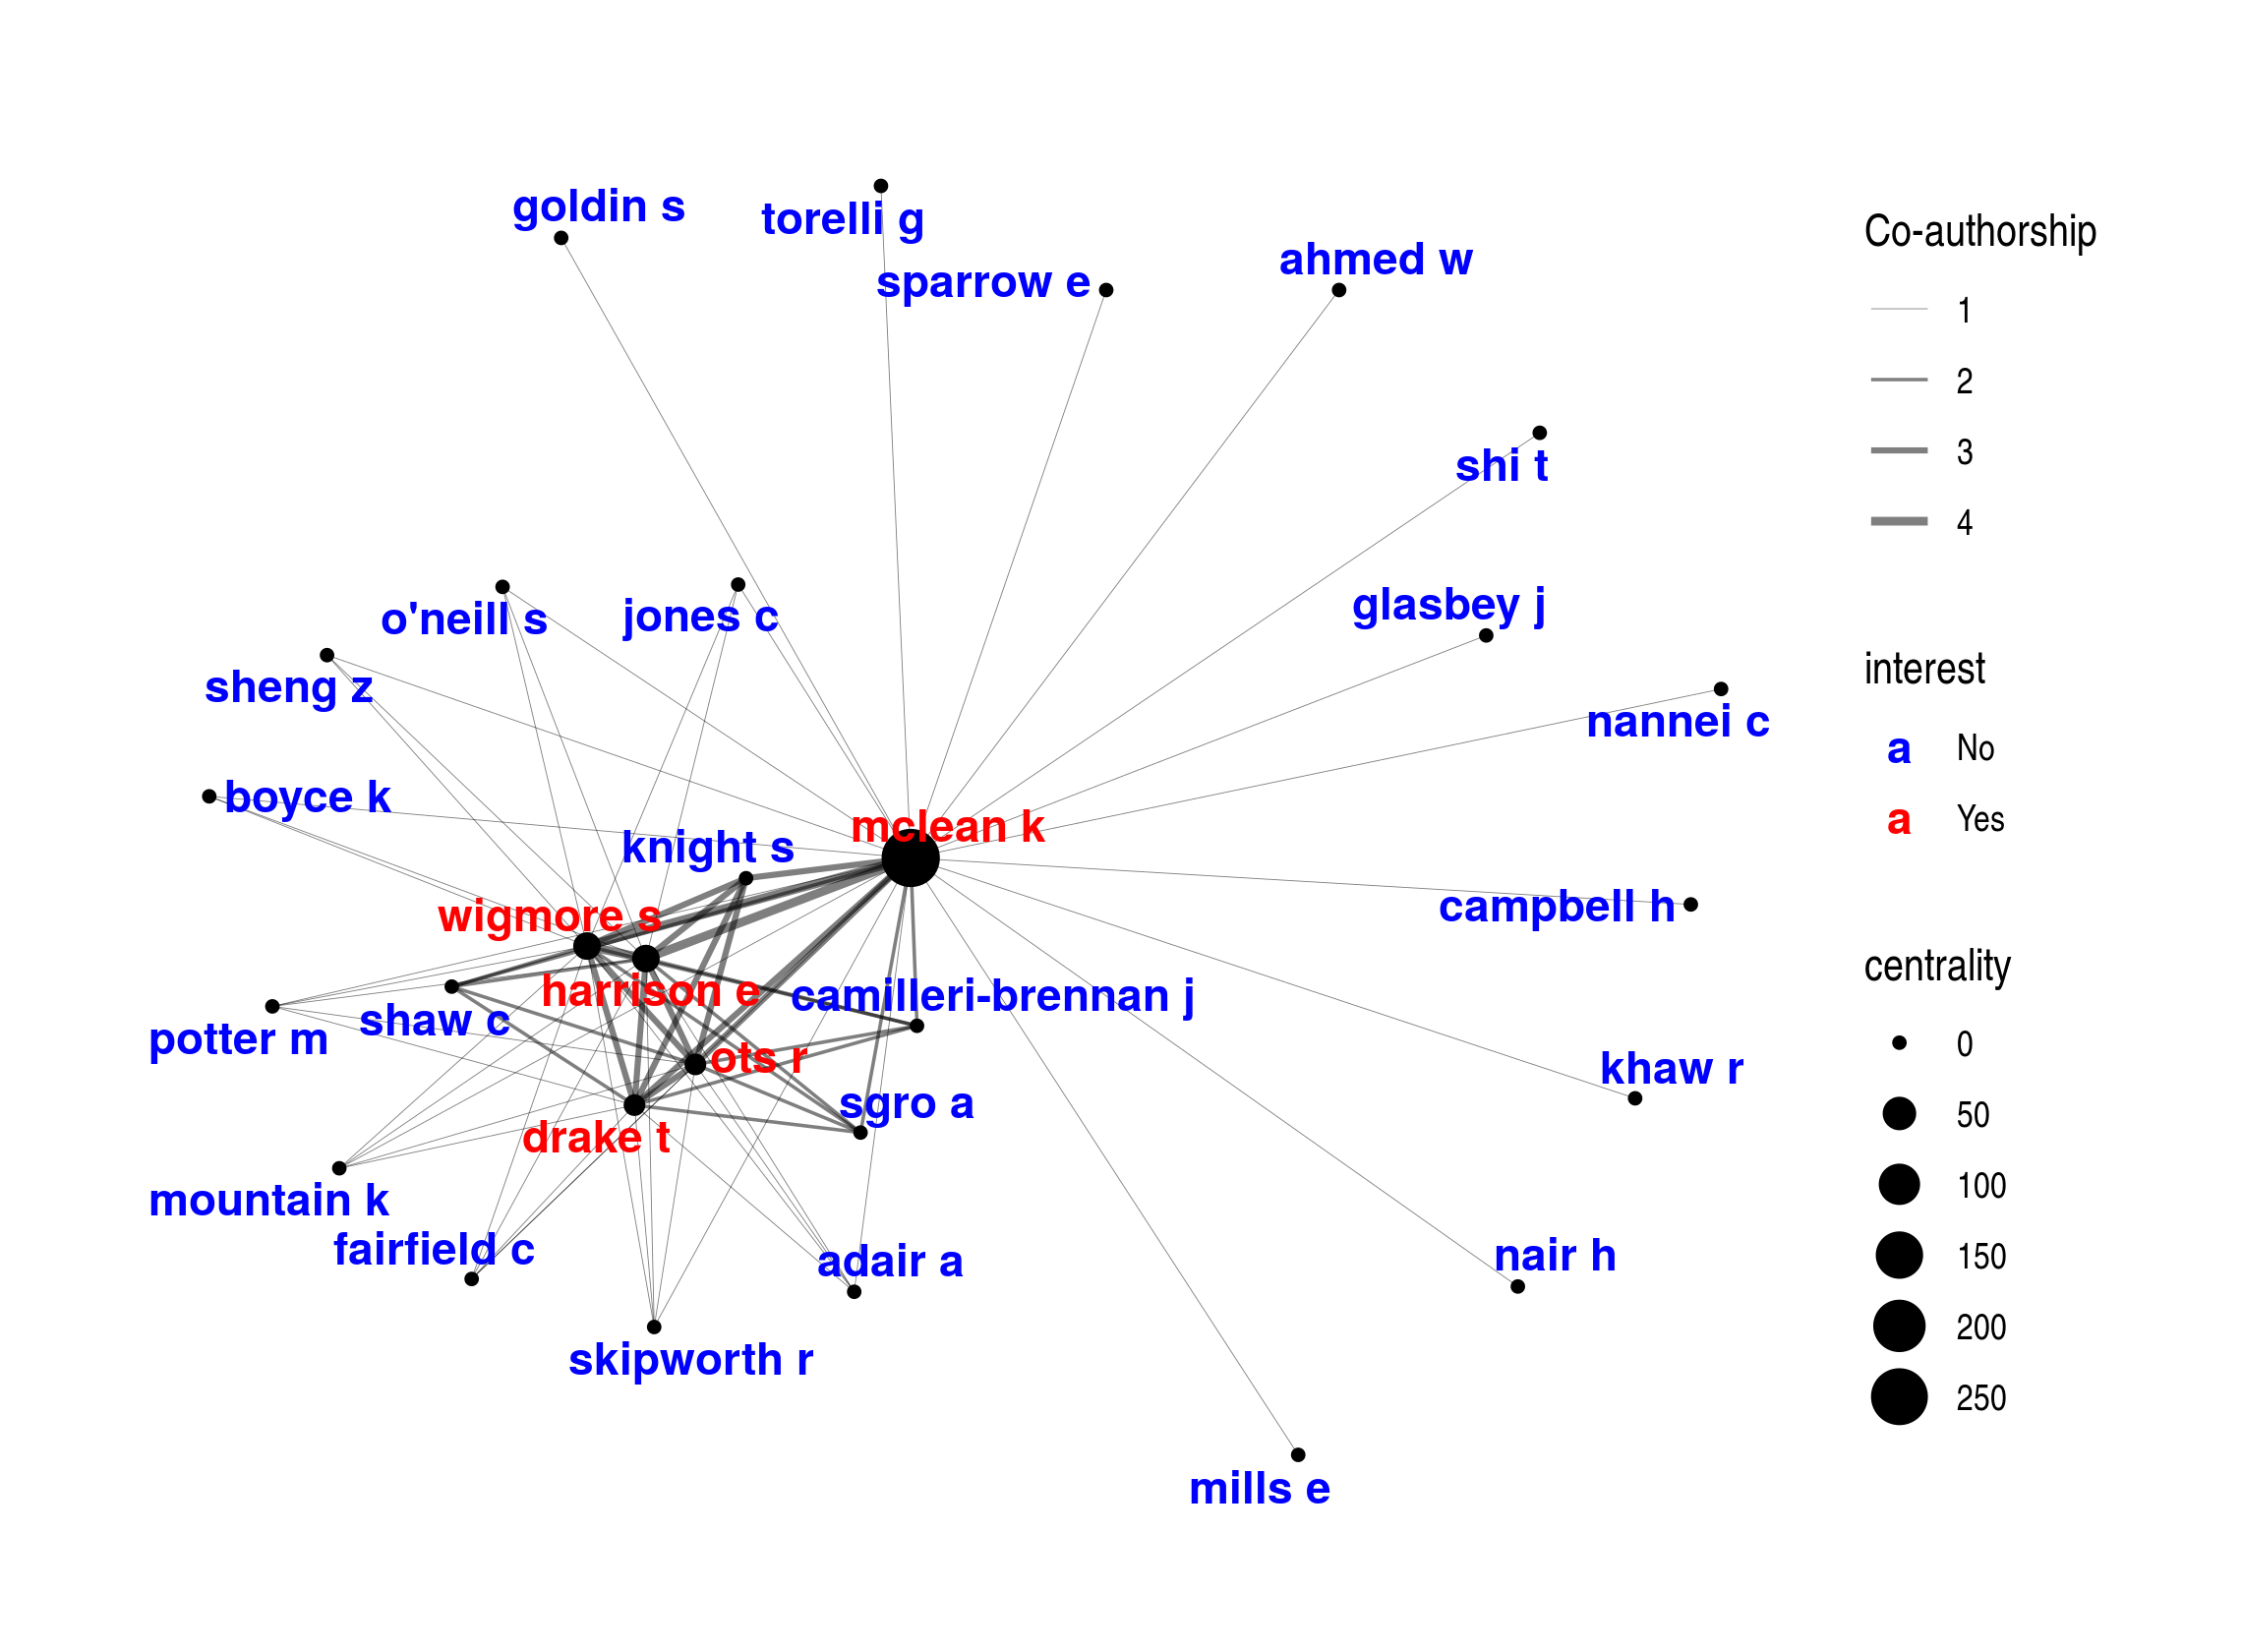 goldin s
torelli g
sparrow e
ahmed w
shi t
glasbey j
nannei c
o'neill s
jones c
sheng z
boyce k
knight s
mclean k
wigmore s
harrison e
camilleri-brennan j
campbell h
shaw c
potter m
ots r
khaw r
sgro a
drake t
mountain k
fairfield c
adair a
nair h
skipworth r
mills e
Co-authorship
1
2
3
4
interest
a No
a Yes
centrality
0
50
100
150
200
250